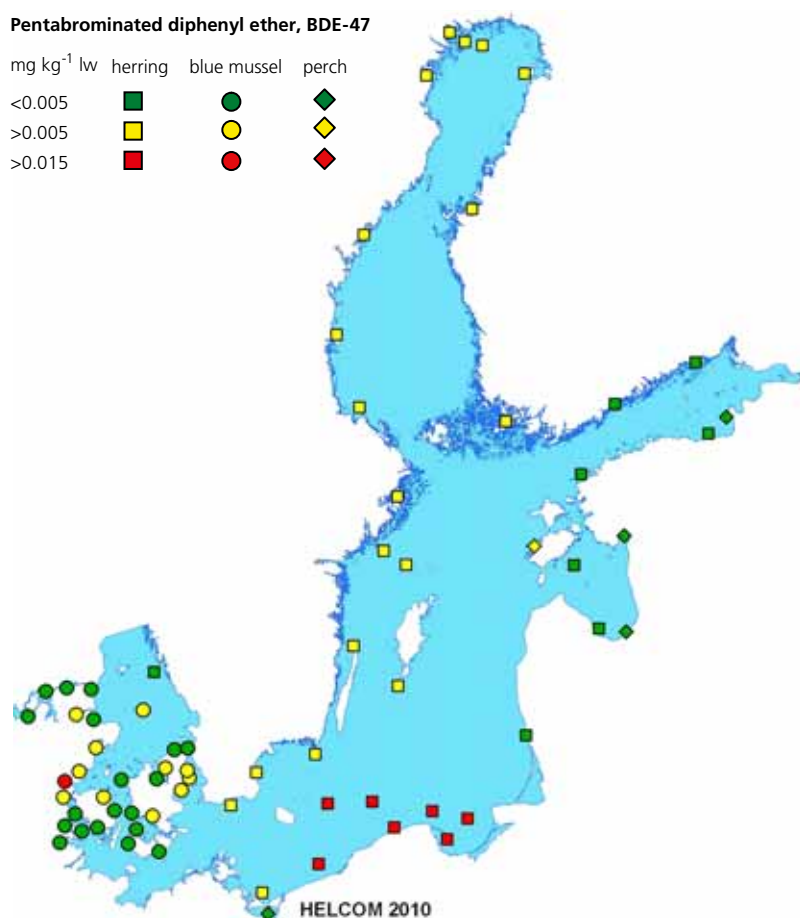 Pentabrominated diphenyl ether, BDE-47
mg kg⁻¹ lw herring blue mussel perch
<0.005
>0.005
>0.015
HELCOM 2010